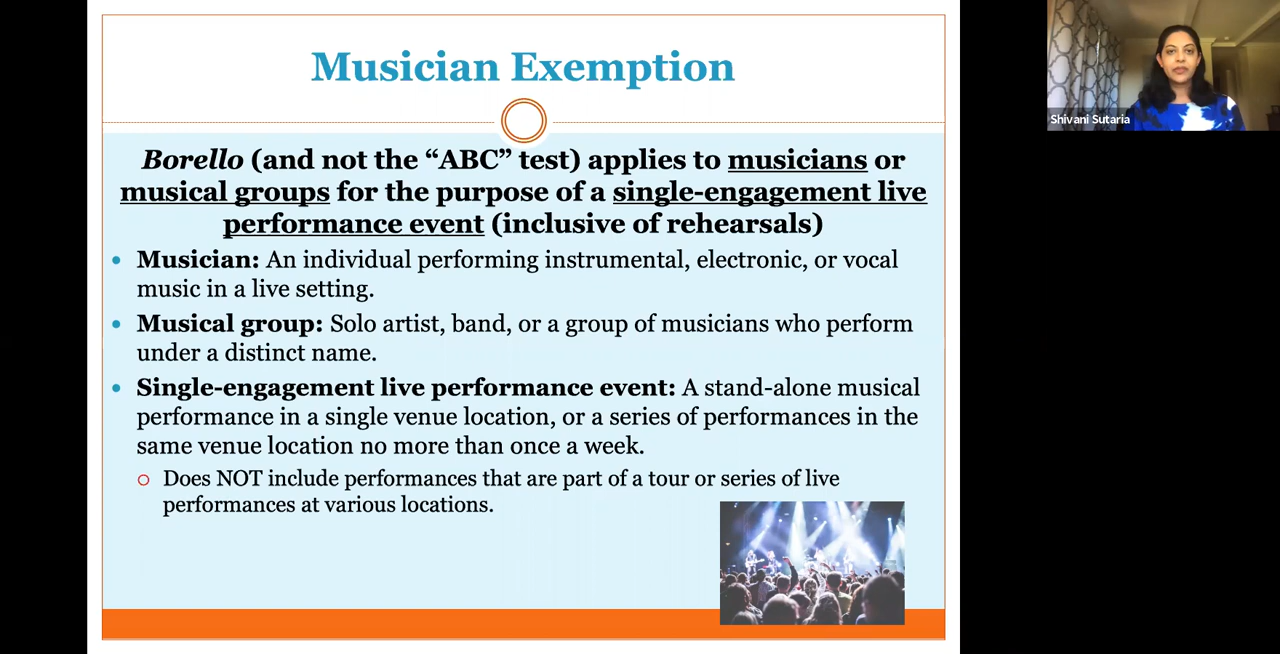 Musician Exemption
Borello (and not the “ABC” test) applies to musicians or
musical groups for the purpose of a single-engagement live
performance event (inclusive of rehearsals)
• Musician: An individual performing instrumental, electronic, or vocal
music in a live setting.
• Musical group: Solo artist, band, or a group of musicians who perform
under a distinct name.
• Single-engagement live performance event: A stand-alone musical
performance in a single venue location, or a series of performances in the
same venue location no more than once a week.
○ Does NOT include performances that are part of a tour or series of live
performances at various locations.
Shivani Sutaria